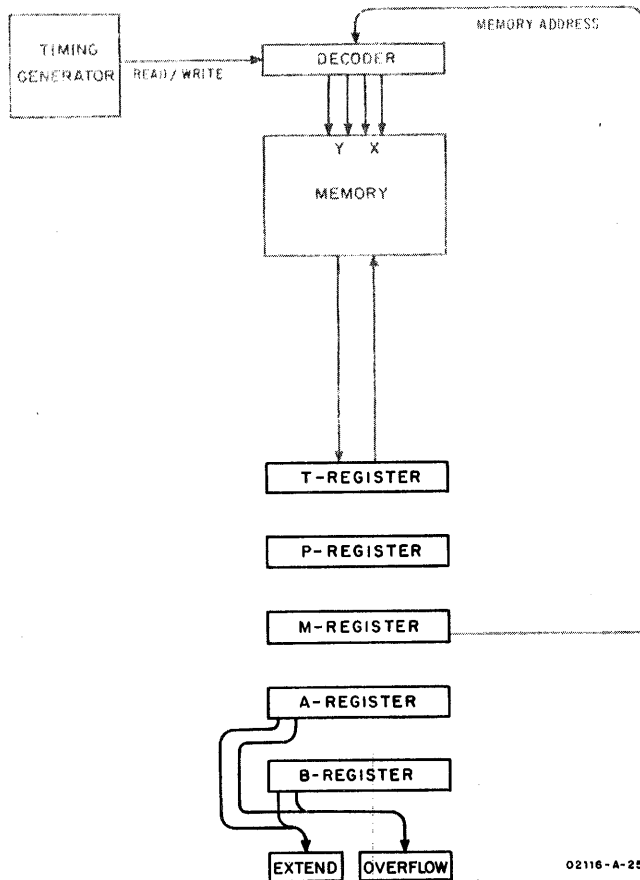 MEMORY ADDRESS
TIMING
GENERATOR
READ / WRITE
DECODER
Y X
MEMORY
T-REGISTER
P-REGISTER
M-REGISTER
A-REGISTER
B-REGISTER
EXTEND
OVERFLOW
02116-A-25